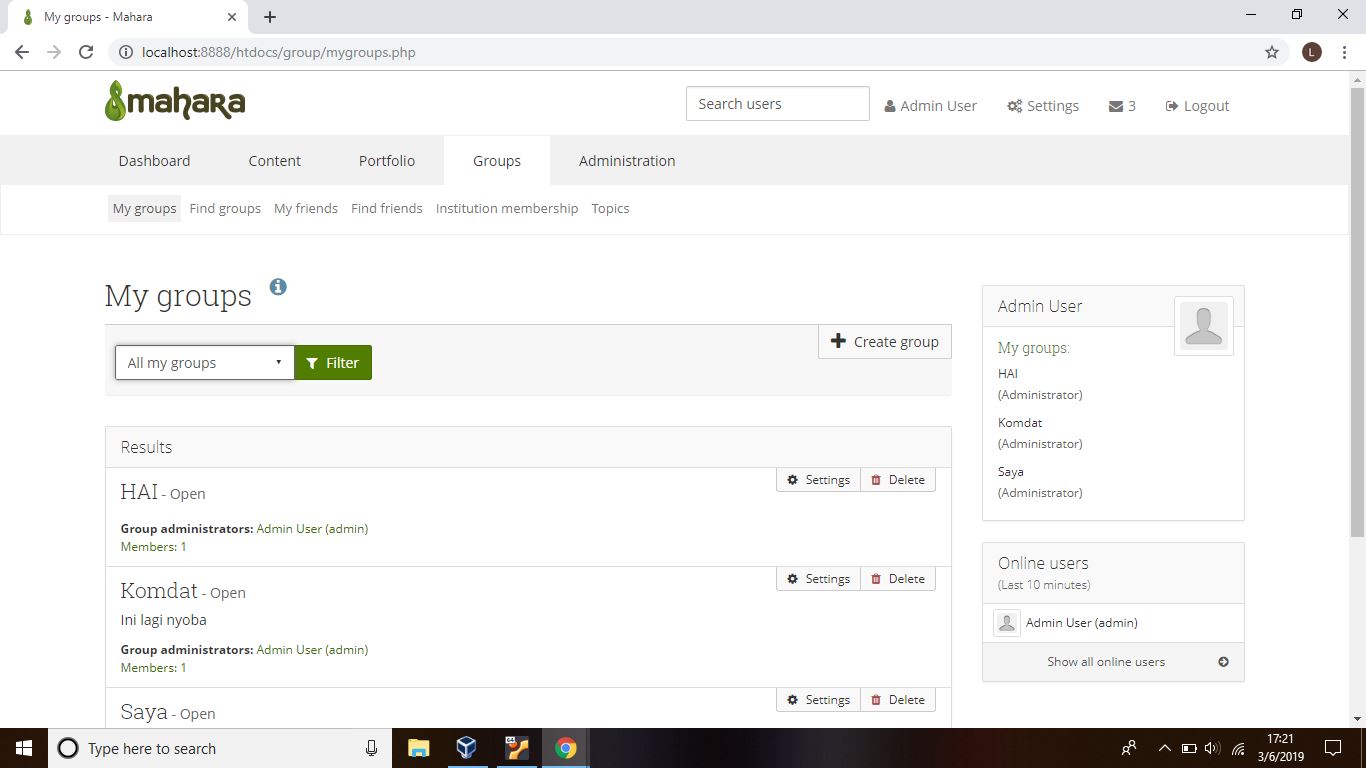 My groups - Mahara
localhost:8888/htdocs/group/mygroups.php
L
mahara
Search users
Admin User
Settings
3
Logout
Dashboard
Content
Portfolio
Groups
Administration
My groups
Find groups
My friends
Find friends
Institution membership
Topics
My groups
Create group
All my groups
Filter
Results
HAI - Open
Settings
Delete
Group administrators: Admin User (admin)
Members: 1
Komdat - Open
Settings
Delete
Ini lagi nyoba
Group administrators: Admin User (admin)
Members: 1
Saya - Open
Settings
Delete
Admin User
My groups:
HAI
(Administrator)
Komdat
(Administrator)
Saya
(Administrator)
Online users
(Last 10 minutes)
Admin User (admin)
Show all online users
Type here to search
64
17:21
3/6/2019